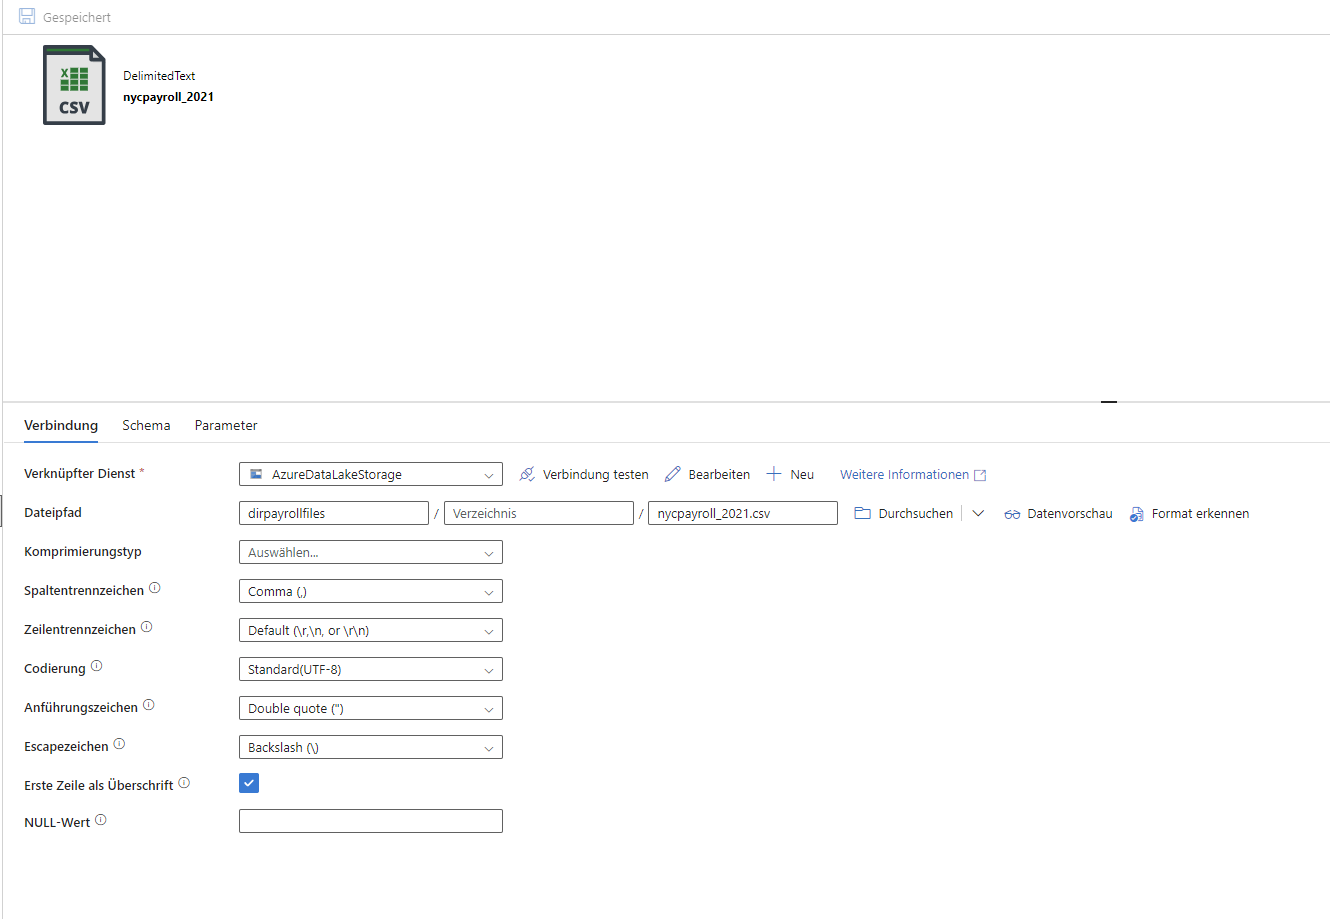 Gespeichert
X
CSV
DelimitedText
nycpayroll_2021
Verbindung Schema Parameter
Verknüpfter Dienst * AzureDataLakeStorage Verbindung testen Bearbeiten Neu Weitere Informationen
Dateipfad dirpayrollfiles / Verzeichnis / nycpayroll_2021.csv Durchsuchen Datenvorschau Format erkennen
Komprimierungstyp Auswählen...
Spaltentrennzeichen Comma (,)
Zeilentrennzeichen Default (\r,\n, or \r\n)
Codierung Standard(UTF-8)
Anführungszeichen Double quote (")
Escapezeichen Backslash (\)
Erste Zeile als Überschrift
NULL-Wert